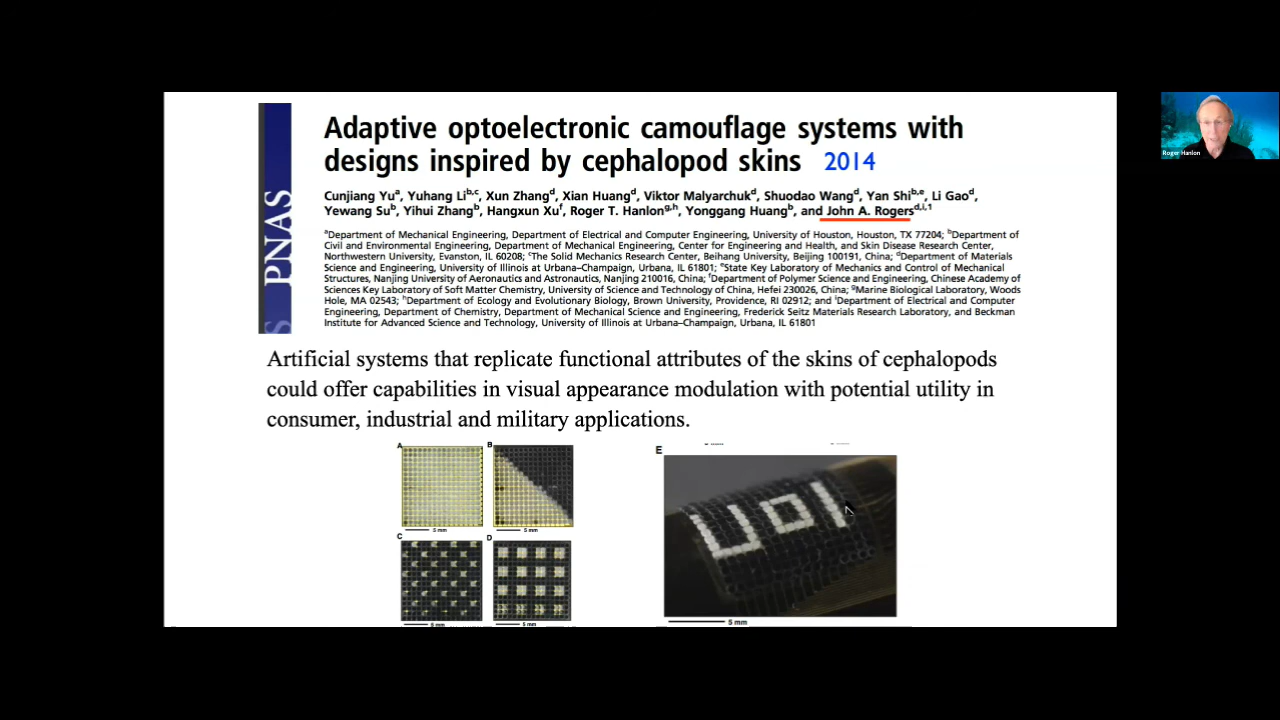 PNAS
Adaptive optoelectronic camouflage systems with
designs inspired by cephalopod skins 2014
Cunjiang Yuᵃ, Yuhang Liᵇ,ᶜ, Xun Zhangᵈ, Xian Huangᵈ, Viktor Malyarchukᵈ, Shuodao Wangᵈ, Yan Shiᵇ,ᵉ, Li Gaoᵈ,
Yewang Suᵇ, Yihui Zhangᵇ, Hangxun Xuᶠ, Roger T. Hanlonᵍ,ʰ, Yonggang Huangᵇ, and John A. Rogersᵈ,ⁱ,¹
ᵃDepartment of Mechanical Engineering, Department of Electrical and Computer Engineering, University of Houston, Houston, TX 77204; ᵇDepartment of
Civil and Environmental Engineering, Department of Mechanical Engineering, Center for Engineering and Health, and Skin Disease Research Center,
Northwestern University, Evanston, IL 60208; ᶜThe Solid Mechanics Research Center, Beihang University, Beijing 100191, China; ᵈDepartment of Materials
Science and Engineering, University of Illinois at Urbana–Champaign, Urbana, IL 61801; ᵉState Key Laboratory of Mechanics and Control of Mechanical
Structures, Nanjing University of Aeronautics and Astronautics, Nanjing 210016, China; ᶠDepartment of Polymer Science and Engineering, Chinese Academy of
Sciences Key Laboratory of Soft Matter Chemistry, University of Science and Technology of China, Hefei 230026, China; ᵍMarine Biological Laboratory, Woods
Hole, MA 02543; ʰDepartment of Ecology and Evolutionary Biology, Brown University, Providence, RI 02912; and ⁱDepartment of Electrical and Computer
Engineering, Department of Chemistry, Department of Mechanical Science and Engineering, Frederick Seitz Materials Research Laboratory, and Beckman
Institute for Advanced Science and Technology, University of Illinois at Urbana–Champaign, Urbana, IL 61801
Artificial systems that replicate functional attributes of the skins of cephalopods
could offer capabilities in visual appearance modulation with potential utility in
consumer, industrial and military applications.
A
B
5 mm
5 mm
C
D
5 mm
5 mm
E
UoI
5 mm
Roger Hanlon